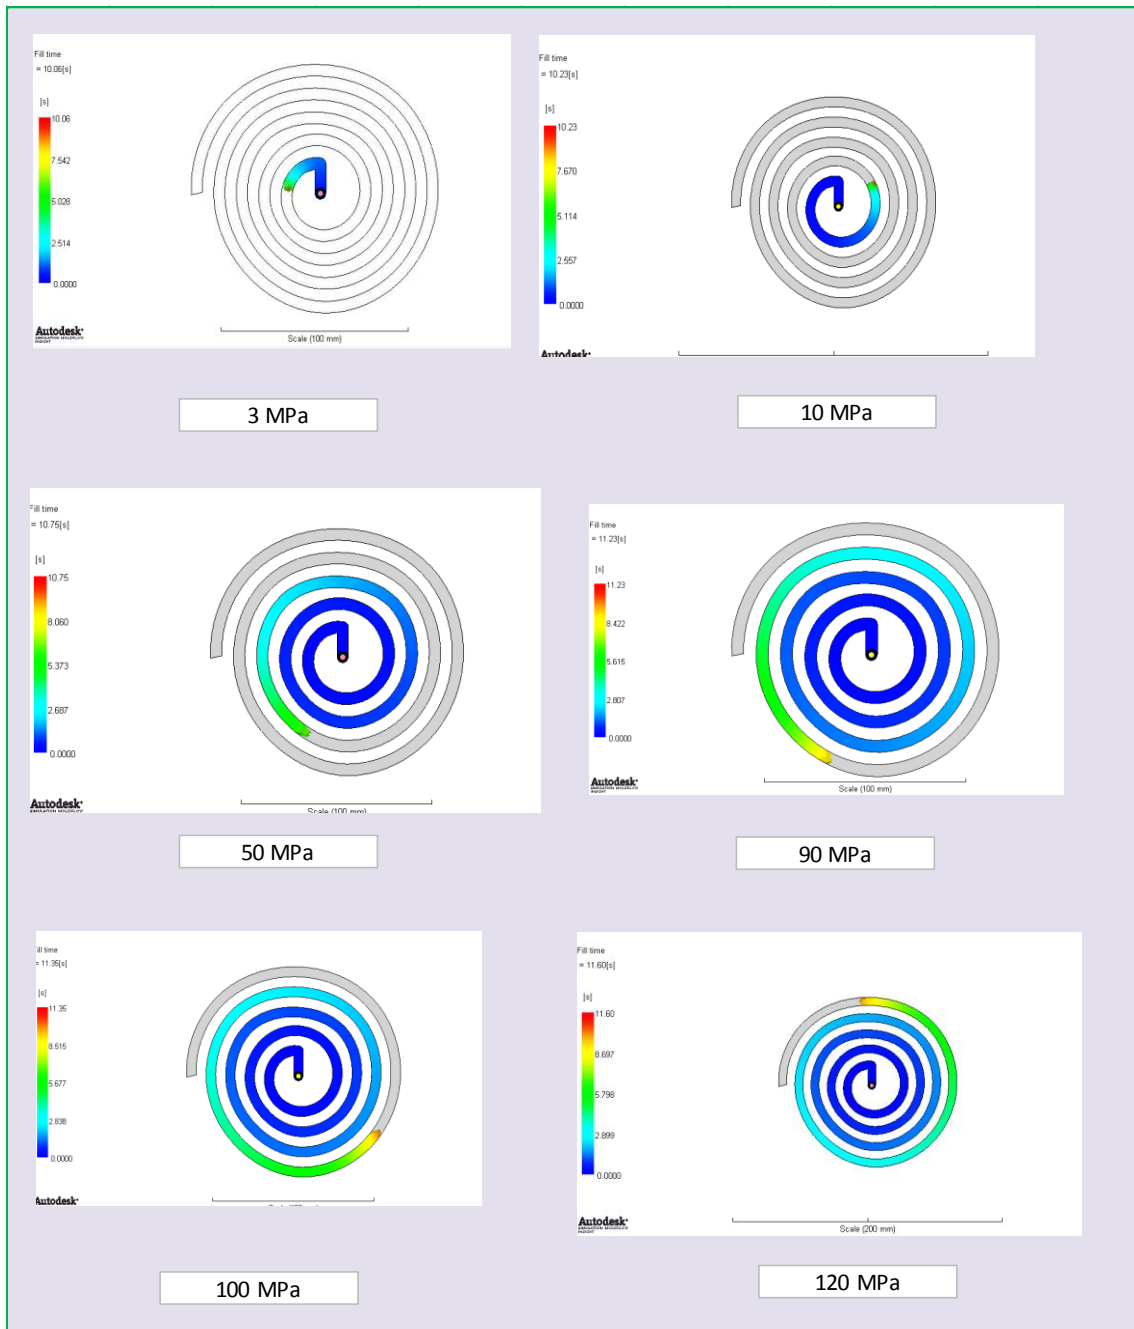 Fill time
= 10.06[s]
[s]
10.06
7.542
5.028
2.514
0.0000
Autodesk
Scale (100 mm)
3 MPa
Fill time
= 10.23[s]
[s]
10.23
7.670
5.114
2.557
0.0000
Autodesk
10 MPa
Fill time
= 10.75[s]
[s]
10.75
8.060
5.373
2.687
0.0000
Autodesk
Scale (100 mm)
50 MPa
Fill time
= 11.23[s]
[s]
11.23
8.422
5.615
2.807
0.0000
Autodesk
Scale (100 mm)
90 MPa
Fill time
= 11.35[s]
[s]
11.35
8.515
5.677
2.838
0.0000
Autodesk
100 MPa
Fill time
= 11.60[s]
[s]
11.60
8.697
5.798
2.899
0.0000
Autodesk
Scale (200 mm)
120 MPa